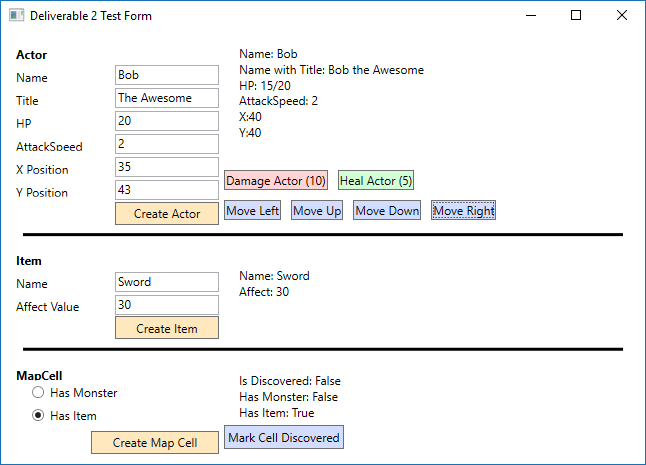 Deliverable 2 Test Form
Actor
Name
Bob
Title
The Awesome
HP
20
AttackSpeed
2
X Position
35
Y Position
43
Create Actor
Name: Bob
Name with Title: Bob the Awesome
HP: 15/20
AttackSpeed: 2
X:40
Y:40
Damage Actor (10)
Heal Actor (5)
Move Left
Move Up
Move Down
Move Right
Item
Name
Sword
Affect Value
30
Create Item
Name: Sword
Affect: 30
MapCell
Has Monster
Has Item
Create Map Cell
Is Discovered: False
Has Monster: False
Has Item: True
Mark Cell Discovered